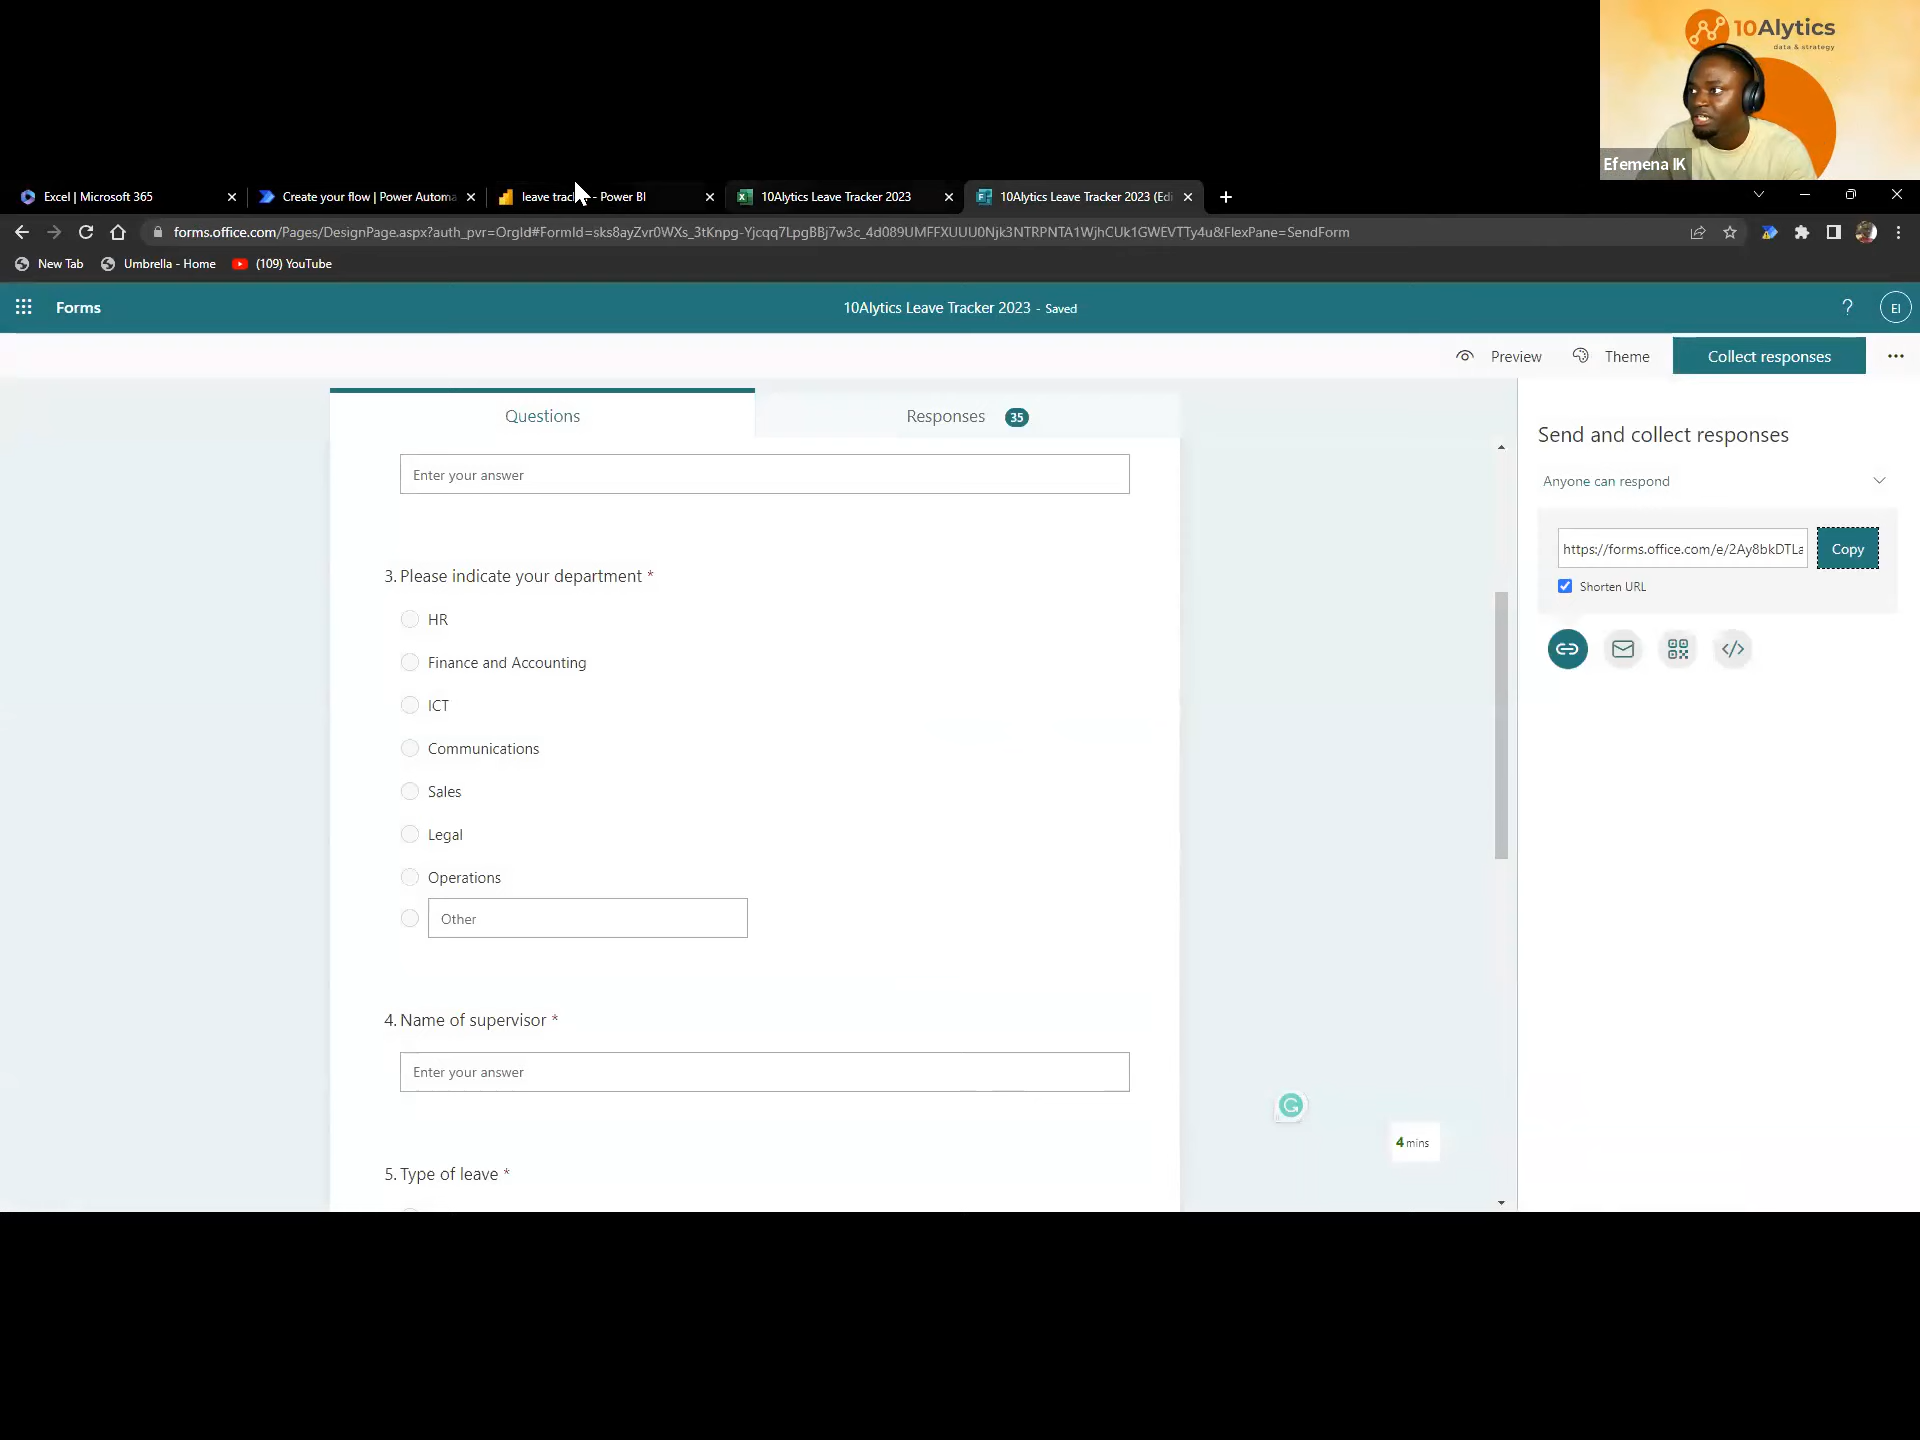 10Alytics
data & strategy
Efemena IK
Excel | Microsoft 365
Create your flow | Power Automa
leave trac - Power BI
10Alytics Leave Tracker 2023
10Alytics Leave Tracker 2023 (Edi
forms.office.com/Pages/DesignPage.aspx?auth_pvr=OrgId#FormId=sks8ayZvr0WXs_3tKnpg-Yjcqq7LpgBBj7w3c_4d089UMFFXUUU0Njk3NTRPNTA1WjhCUk1GWEVTTy4u&FlexPane=SendForm
New Tab
Umbrella - Home
(109) YouTube
Forms
10Alytics Leave Tracker 2023 - Saved
?
EI
Preview
Theme
Collect responses
Questions
Responses 35
Send and collect responses
Anyone can respond
https://forms.office.com/e/2Ay8bkDTLa
Copy
Shorten URL
Enter your answer
3. Please indicate your department *
HR
Finance and Accounting
ICT
Communications
Sales
Legal
Operations
Other
4. Name of supervisor *
Enter your answer
4 mins
5. Type of leave *